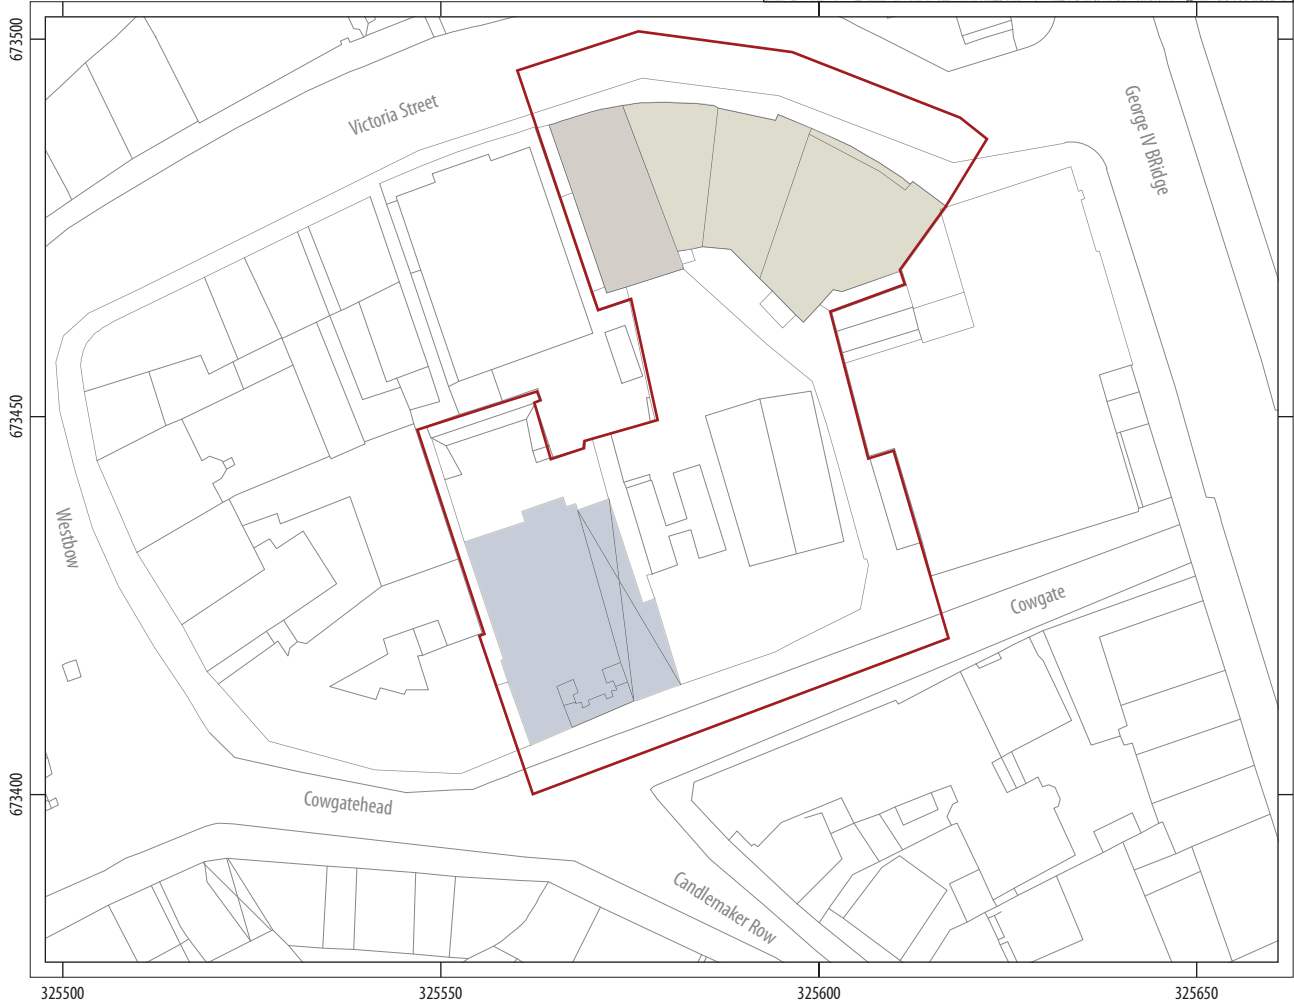 673500
Victoria Street
George IV BRidge
673450
Westbow
Cowgate
673400
Cowgatehead
Candlemaker Row
325500
325550
325600
325650